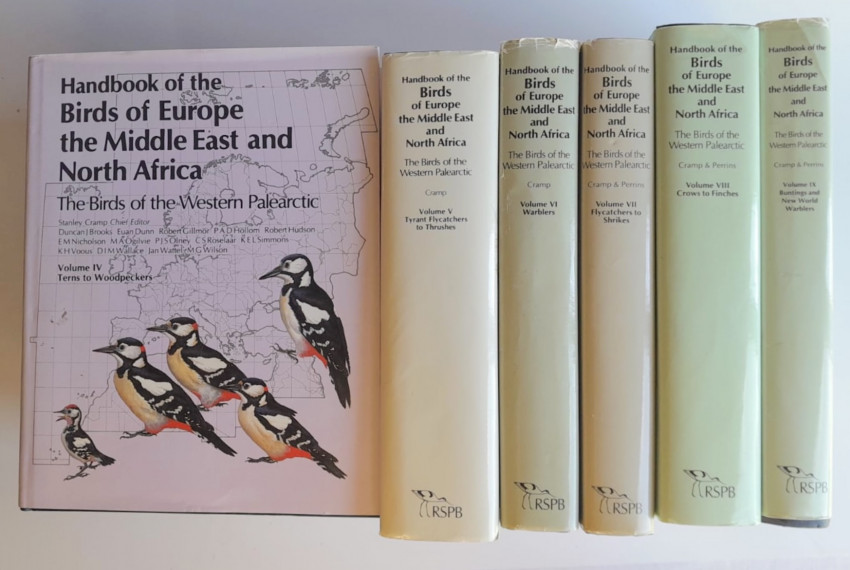 Handbook of the
Birds of Europe
the Middle East and
North Africa
The Birds of the Western Palearctic
Stanley Cramp Chief Editor
Duncan J Brooks Euan Dunn Robert Gillmor P A D Hollom Robert Hudson
E M Nicholson M A Ogilvie P J S Olney C S Roselaar K E L Simmons
K H Voous D I M Wallace Jan Wattel M G Wilson
Volume IV
Terns to Woodpeckers
Handbook of the
Birds
of Europe
the Middle East
and
North Africa
The Birds of the
Western Palearctic
Cramp
Volume V
Tyrant Flycatchers
to Thrushes
RSPB
Handbook of the
Birds
of Europe
the Middle East
and
North Africa
The Birds of the
Western Palearctic
Cramp
Volume VI
Warblers
RSPB
Handbook of the
Birds
of Europe
the Middle East
and
North Africa
The Birds of the
Western Palearctic
Cramp & Perrins
Volume VII
Flycatchers to
Shrikes
RSPB
Handbook of the
Birds
of Europe
the Middle East
and
North Africa
The Birds of the
Western Palearctic
Cramp & Perrins
Volume VIII
Crows to Finches
RSPB
Handbook of the
Birds
of Europe
the Middle East
and
North Africa
The Birds of the
Western Palearctic
Cramp & Perrins
Volume IX
Buntings and
New World
Warblers
RSPB